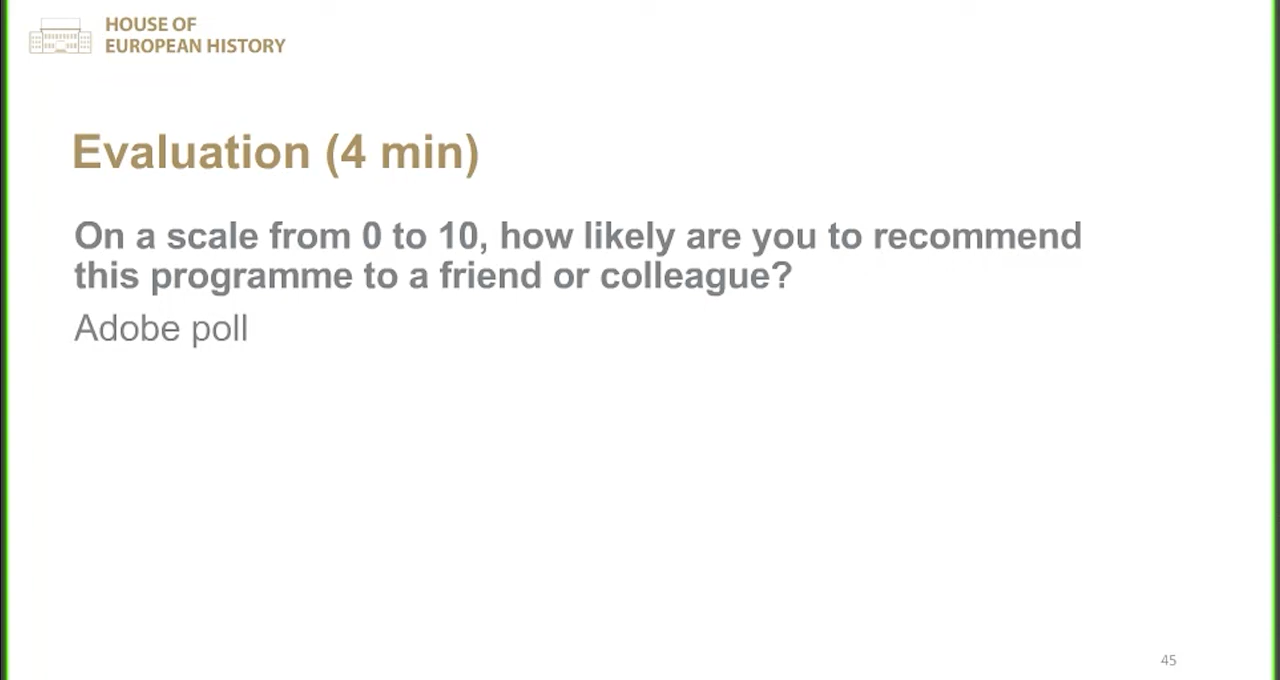 HOUSE OF
EUROPEAN HISTORY
Evaluation (4 min)
On a scale from 0 to 10, how likely are you to recommend
this programme to a friend or colleague?
Adobe poll
45